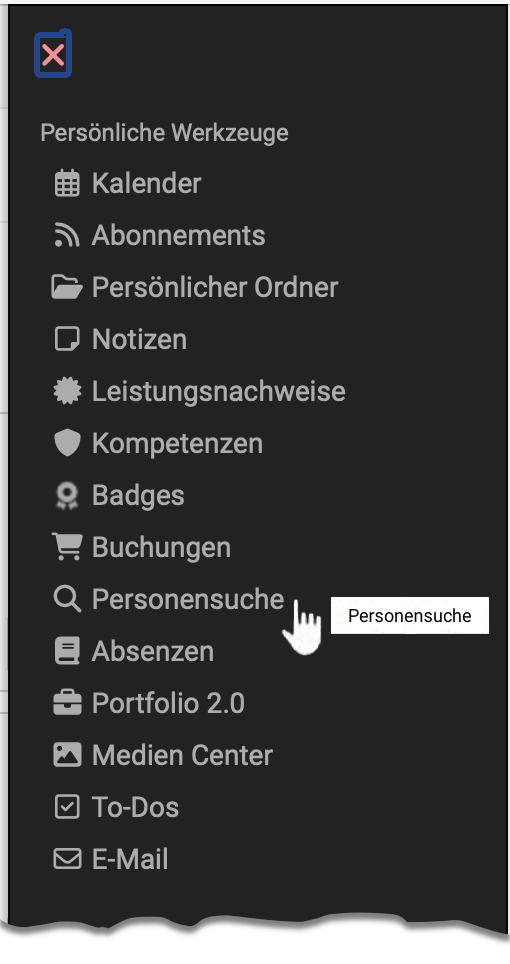 Persönliche Werkzeuge
Kalender
Abonnements
Persönlicher Ordner
Notizen
Leistungsnachweise
Kompetenzen
Badges
Buchungen
Personensuche
Personensuche
Absenzen
Portfolio 2.0
Medien Center
To-Dos
E-Mail